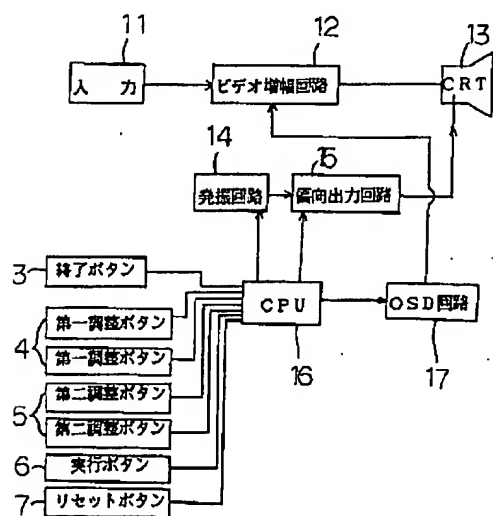 11
12
13
入 力
ビデオ増幅回路
CRT
14
15
発振回路
偏向出力回路
3
終了ボタン
CPU
OSD回路
16
17
4
第一調整ボタン
第一調整ボタン
5
第二調整ボタン
第二調整ボタン
6
実行ボタン
7
リセットボタン